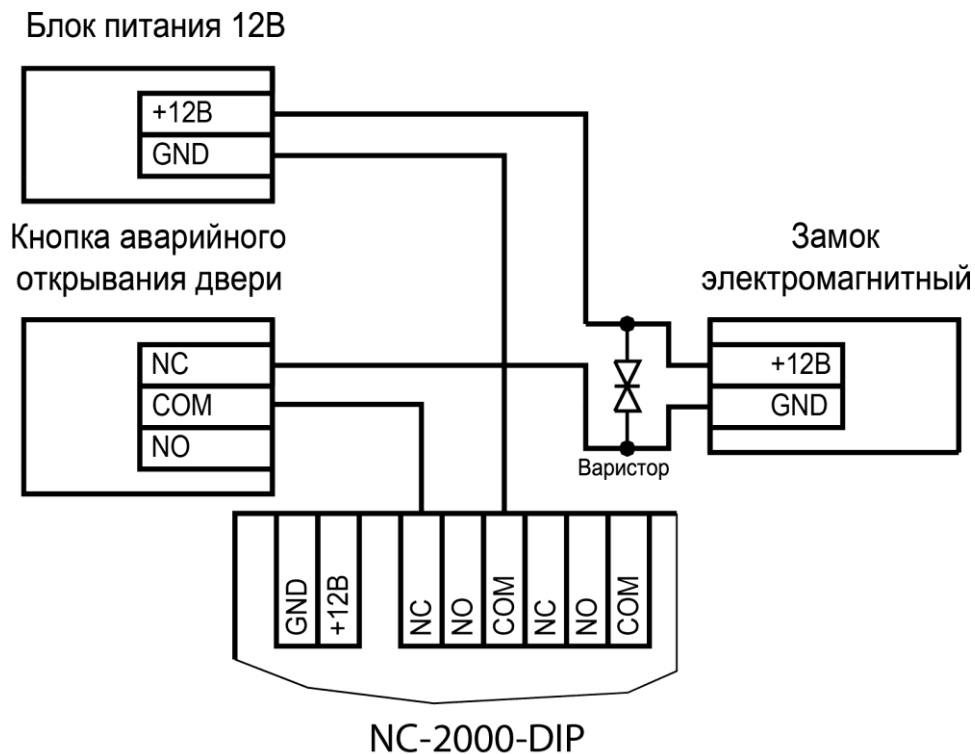 Блок питания 12В
+12В
GND
Кнопка аварийного
открывания двери
NC
COM
NO
Замок
электромагнитный
+12В
GND
Варистор
GND
+12В
NC
NO
COM
NC
NO
COM
NC-2000-DIP